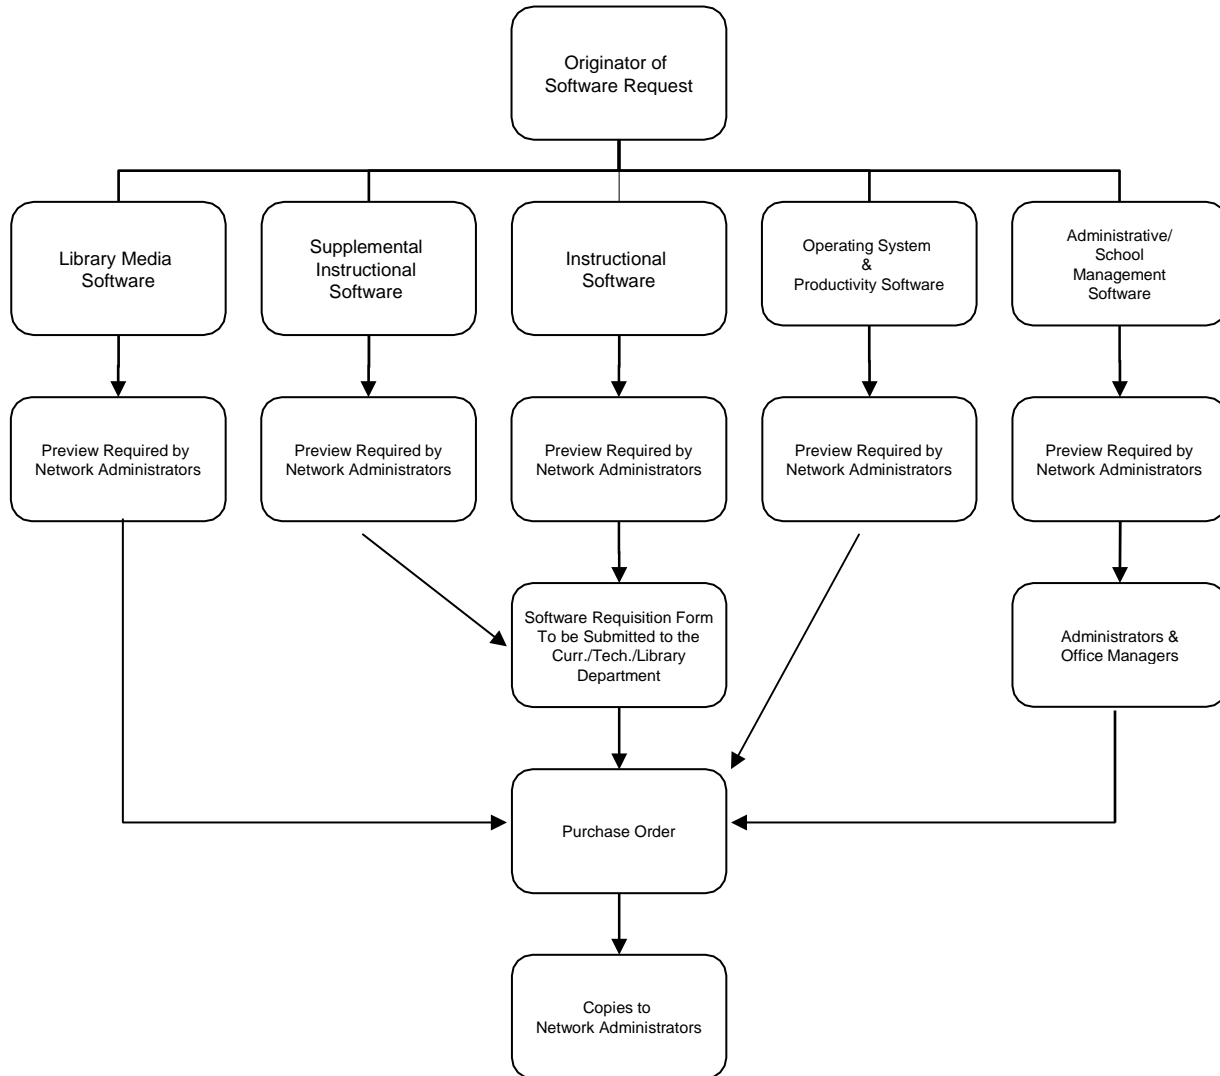 Originator of
Software Request
Library Media
Software
Supplemental
Instructional
Software
Instructional
Software
Operating System
&
Productivity Software
Administrative/
School
Management
Software
Preview Required by
Network Administrators
Preview Required by
Network Administrators
Preview Required by
Network Administrators
Preview Required by
Network Administrators
Preview Required by
Network Administrators
Software Requisition Form
To be Submitted to the
Curr./Tech./Library
Department
Administrators &
Office Managers
Purchase Order
Copies to
Network Administrators